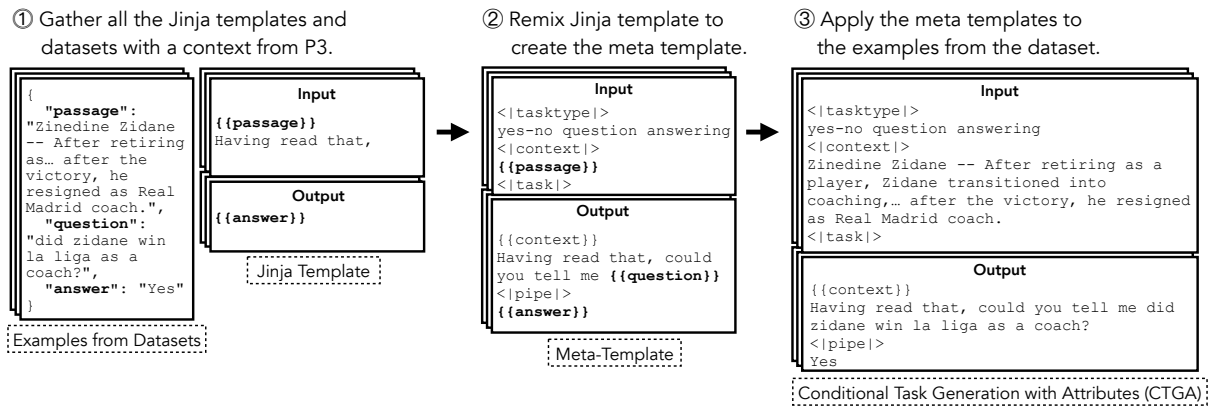 ① Gather all the Jinja templates and
datasets with a context from P3.
{
"passage":
"Zinedine Zidane
-- After retiring
as… after the
victory, he
resigned as Real
Madrid coach.",
"question":
"did zidane win
la liga as a
coach?",
"answer": "Yes"
}
Examples from Datasets
Input
{{passage}}
Having read that,
Output
{{answer}}
Jinja Template
② Remix Jinja template to
create the meta template.
Input
<|tasktype|>
yes-no question answering
<|context|>
{{passage}}
<|task|>
Output
{{context}}
Having read that, could
you tell me {{question}}
<|pipe|>
{{answer}}
Meta-Template
③ Apply the meta templates to
the examples from the dataset.
Input
<|tasktype|>
yes-no question answering
<|context|>
Zinedine Zidane -- After retiring as a
player, Zidane transitioned into
coaching,… after the victory, he resigned
as Real Madrid coach.
<|task|>
Output
{{context}}
Having read that, could you tell me did
zidane win la liga as a coach?
<|pipe|>
Yes
Conditional Task Generation with Attributes (CTGA)